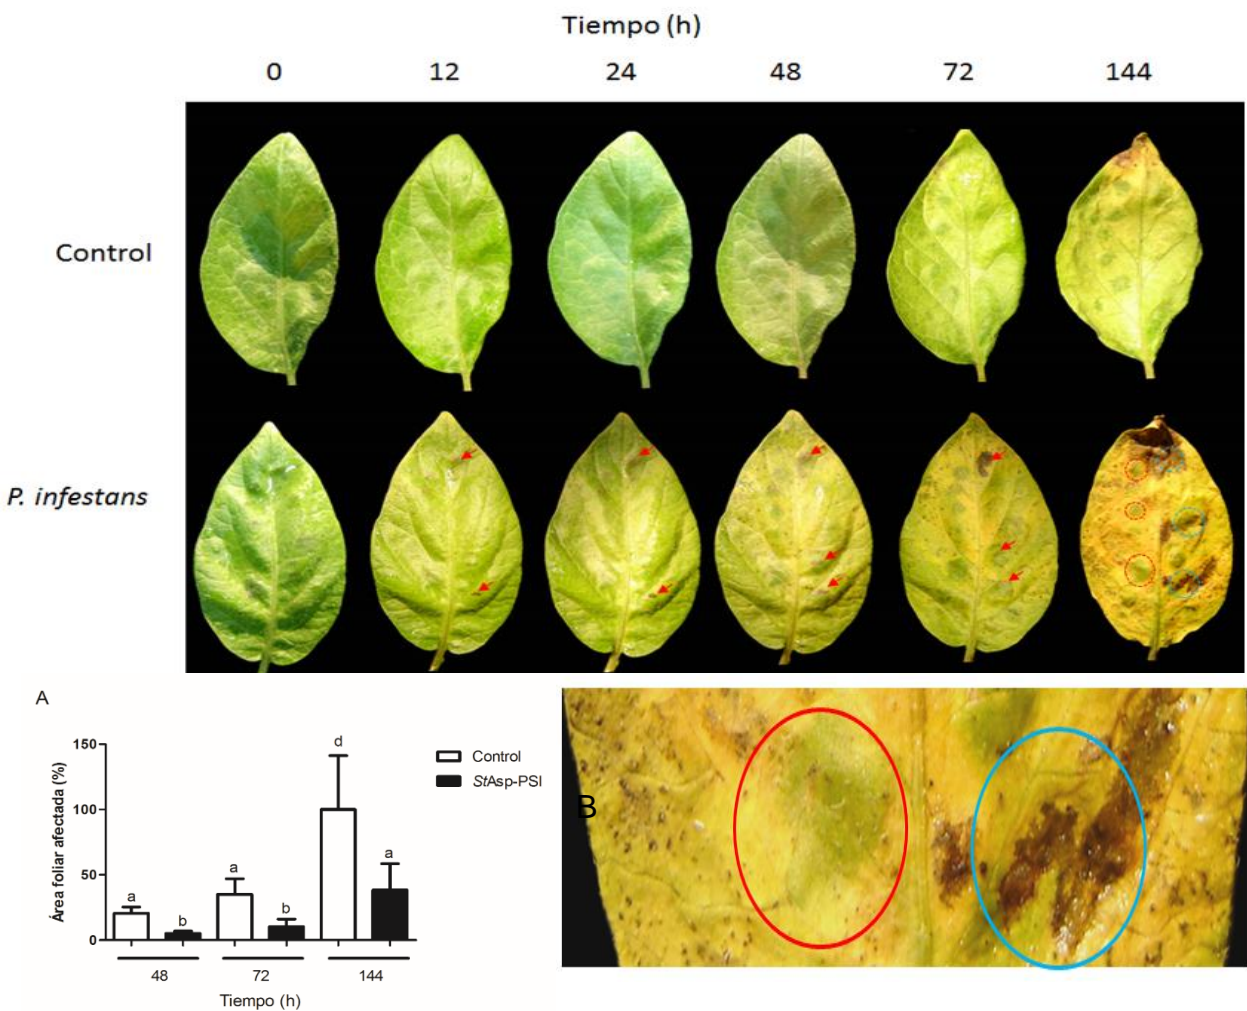 Tiempo (h)
0 12 24 48 72 144
Control
P. infestans
A
150
100
50
0
Área foliar afectada (%)
a b a b d a
48 72 144
Tiempo (h)
Control
StAsp-PSI
B